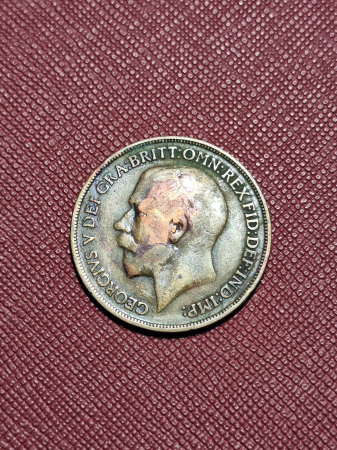 GEORGIVS V DEI GRA:BRITT:OMN:REX FID:DEF:IND:IMP: